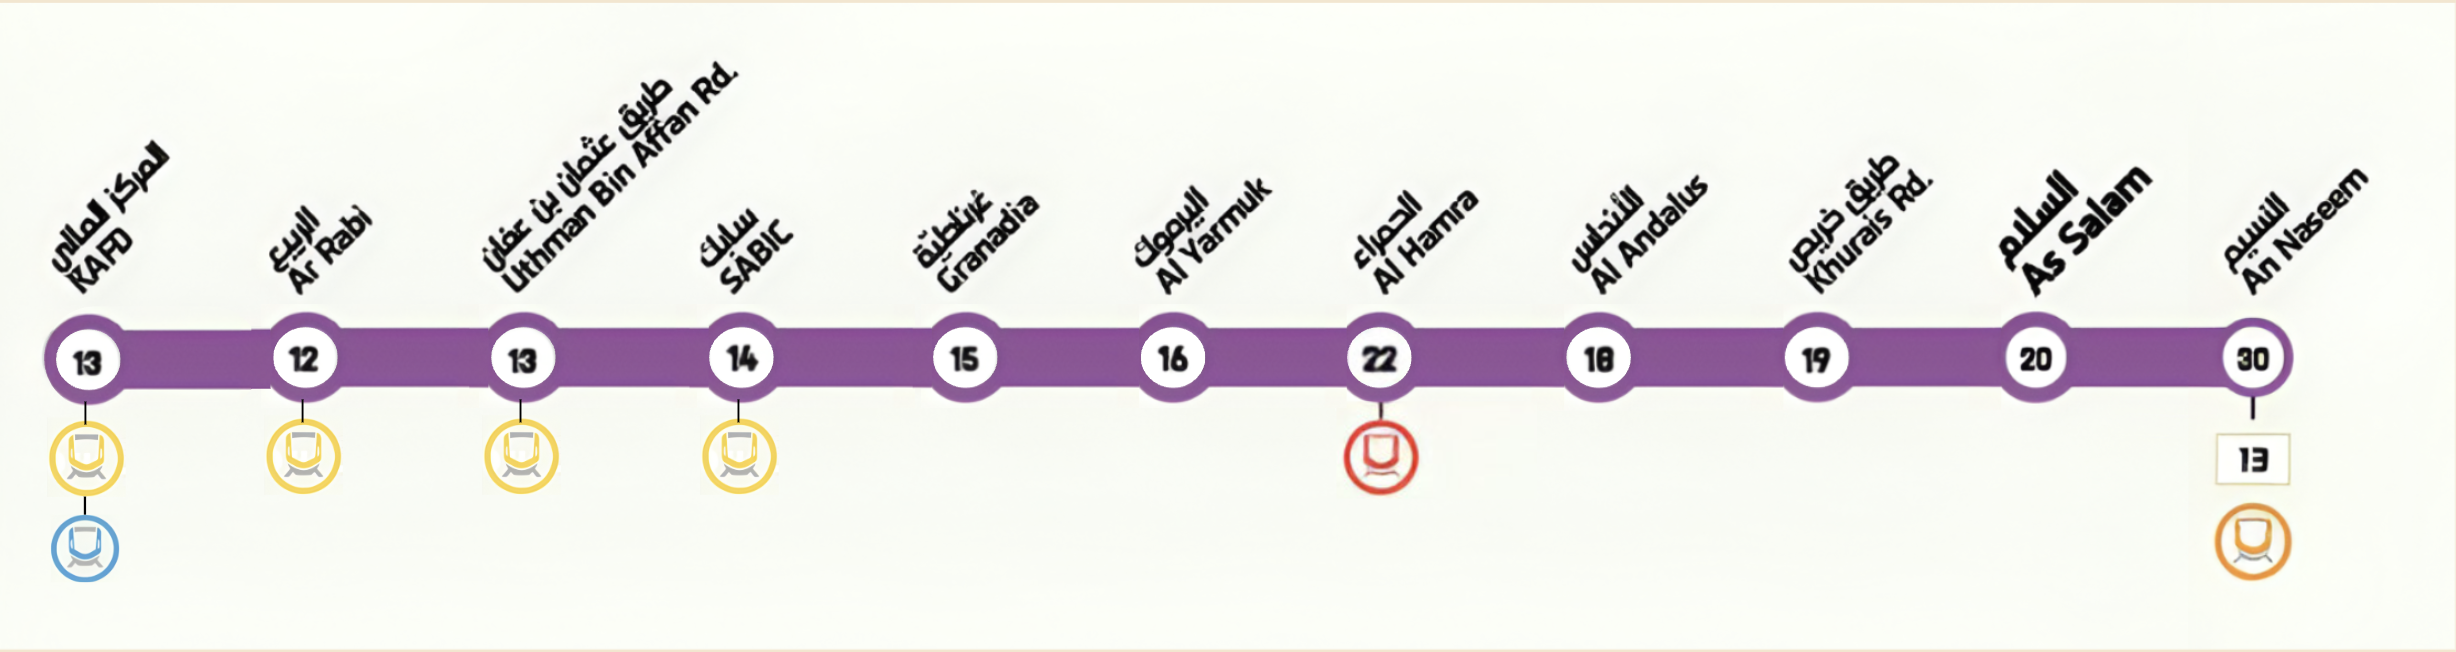 المركز المالي
KAFD
الربيع
Ar Rabi
طريق عثمان بن عفان
Uthman Bin Affan Rd.
سابك
SABIC
غرناطة
Granadia
اليرموك
Al Yarmuk
الحمراء
Al Hamra
الأندلس
Al Andalus
طريق خريص
Khurais Rd.
السلام
As Salam
النسيم
An Naseem
13
12
13
14
15
16
22
18
19
20
30
13